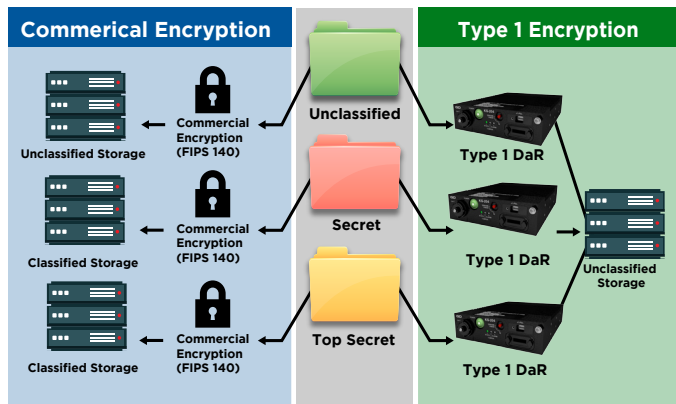 Commerical Encryption
Type 1 Encryption
Unclassified Storage
Commercial
Encryption
(FIPS 140)
Unclassified
Type 1 DaR
Classified Storage
Commercial
Encryption
(FIPS 140)
Secret
Type 1 DaR
Unclassified
Storage
Classified Storage
Commercial
Encryption
(FIPS 140)
Top Secret
Type 1 DaR